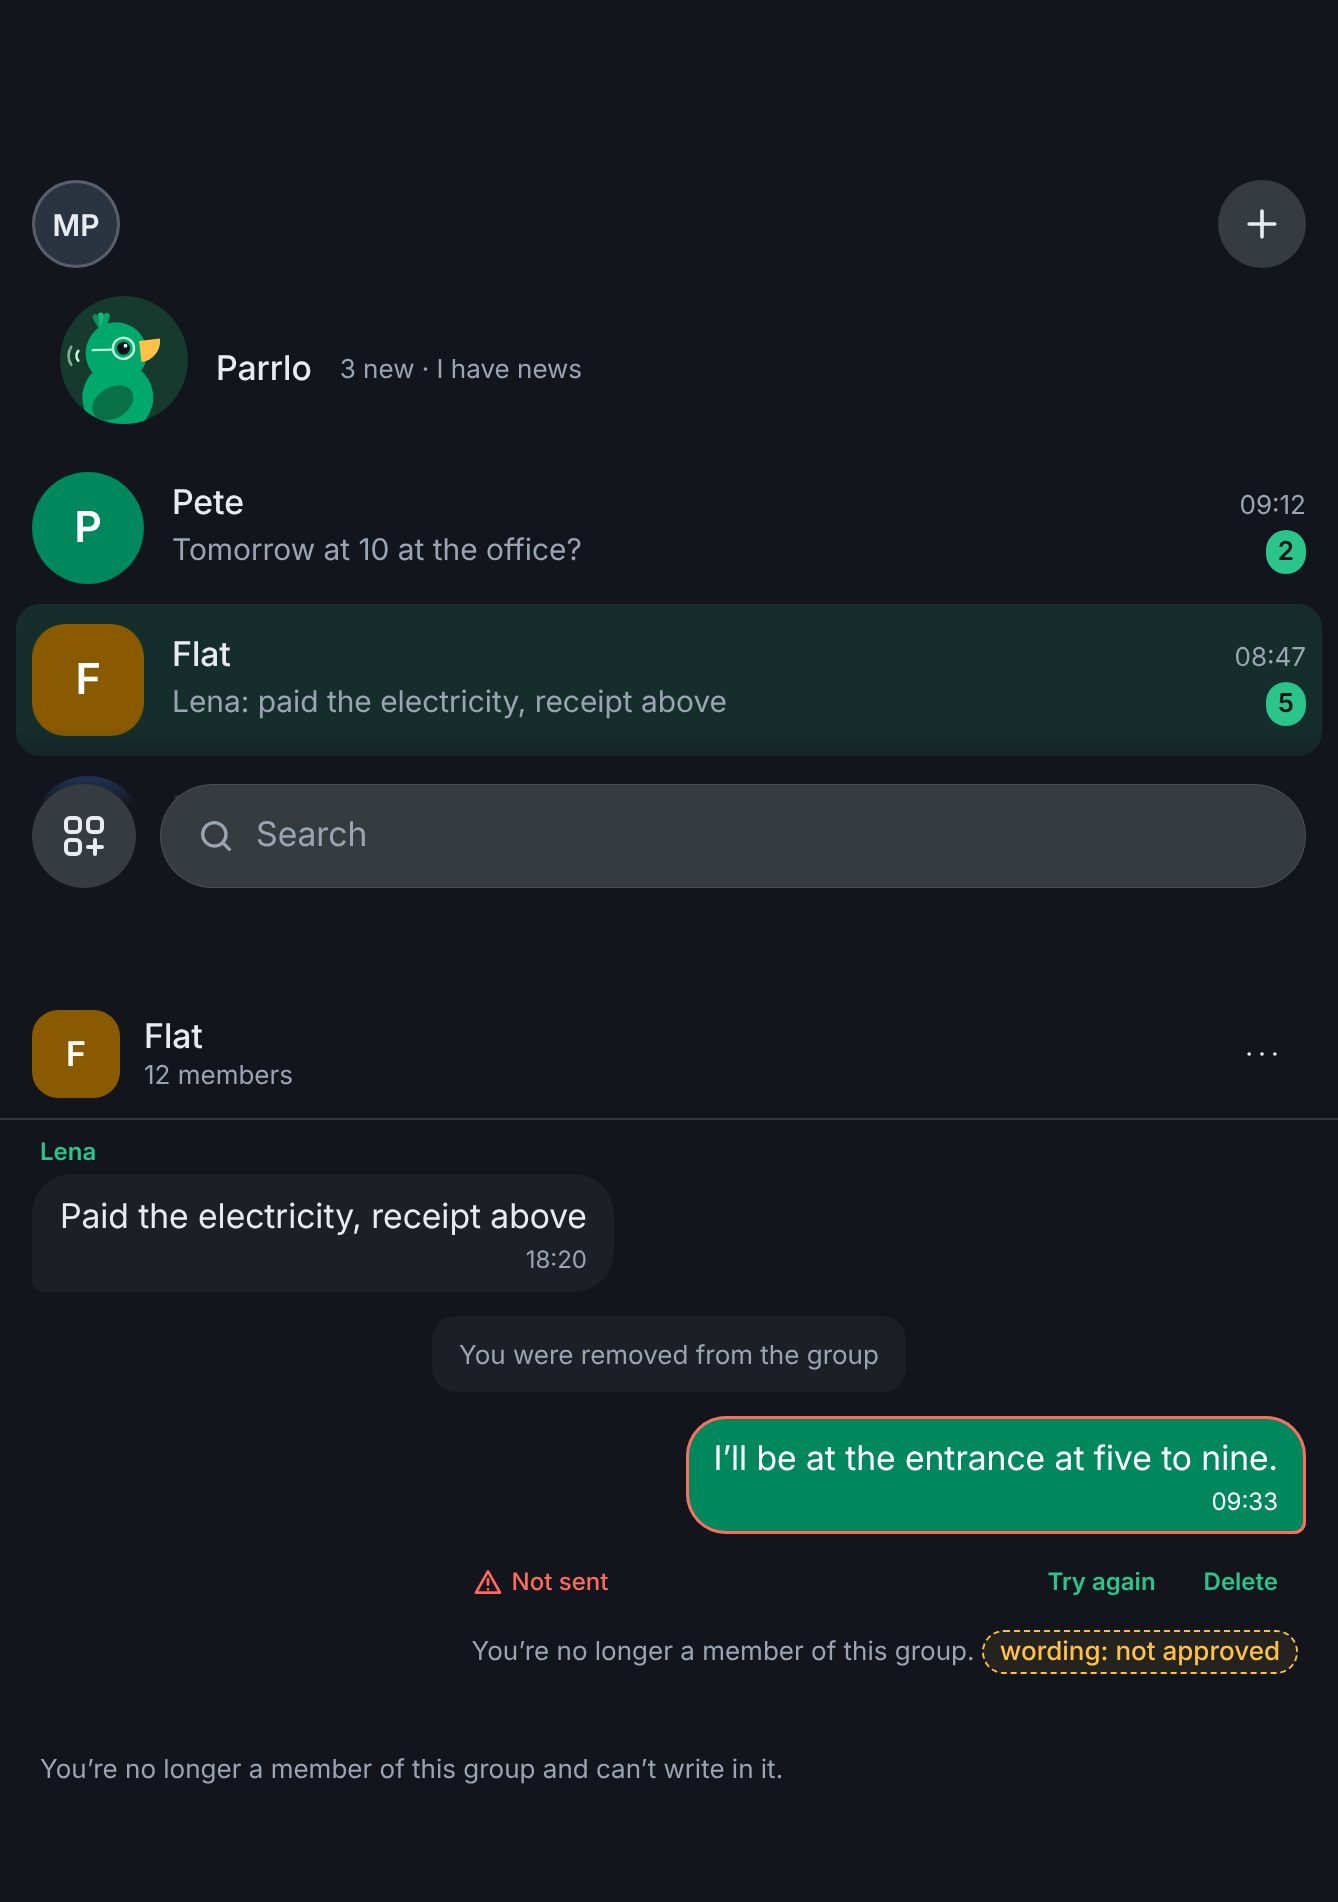 MP
Parrlo 3 new · I have news
P
Pete
09:12
Tomorrow at 10 at the office?
2
F
Flat
08:47
Lena: paid the electricity, receipt above
5
Search
F
Flat
12 members
Lena
Paid the electricity, receipt above
18:20
You were removed from the group
I’ll be at the entrance at five to nine.
09:33
Not sent Try again Delete
You’re no longer a member of this group. wording: not approved
You’re no longer a member of this group and can’t write in it.